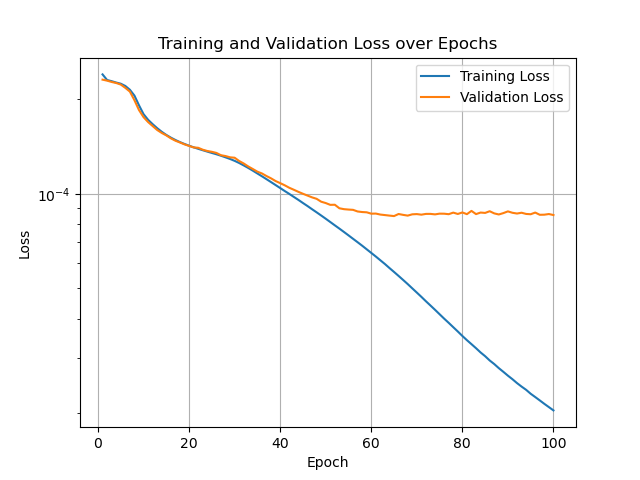 Training and Validation Loss over Epochs
Training Loss
Validation Loss
10⁻⁴
Loss
0 20 40 60 80 100
Epoch